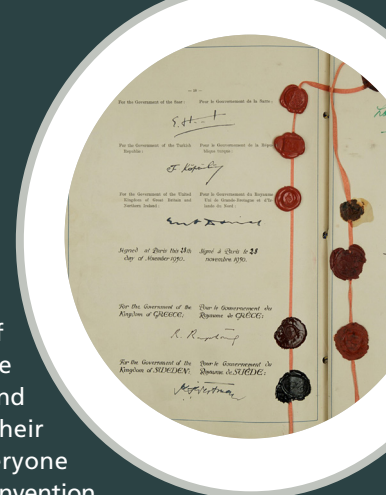 For the Government of the Saar: Pour le Gouvernement de la Sarre:
For the Government of the Turkish Pour le Gouvernement de la Répu-
Republic: blique turque:
For the Government of the United Pour le Gouvernement du Royaume
Kingdom of Great Britain and Uni de Grande-Bretagne et d'Ir-
Northern Ireland: lande du Nord:
Signed at Paris this 28th Signé à Paris le 28
day of November 1950. novembre 1950.
For the Government of the Pour le Gouvernement du
Kingdom of GREECE: Royaume de GRÈCE:
For the Government of the Pour le Gouvernement du
Kingdom of SWEDEN: Royaume de SUÈDE:
f
e
nd
heir
eryone
nvention